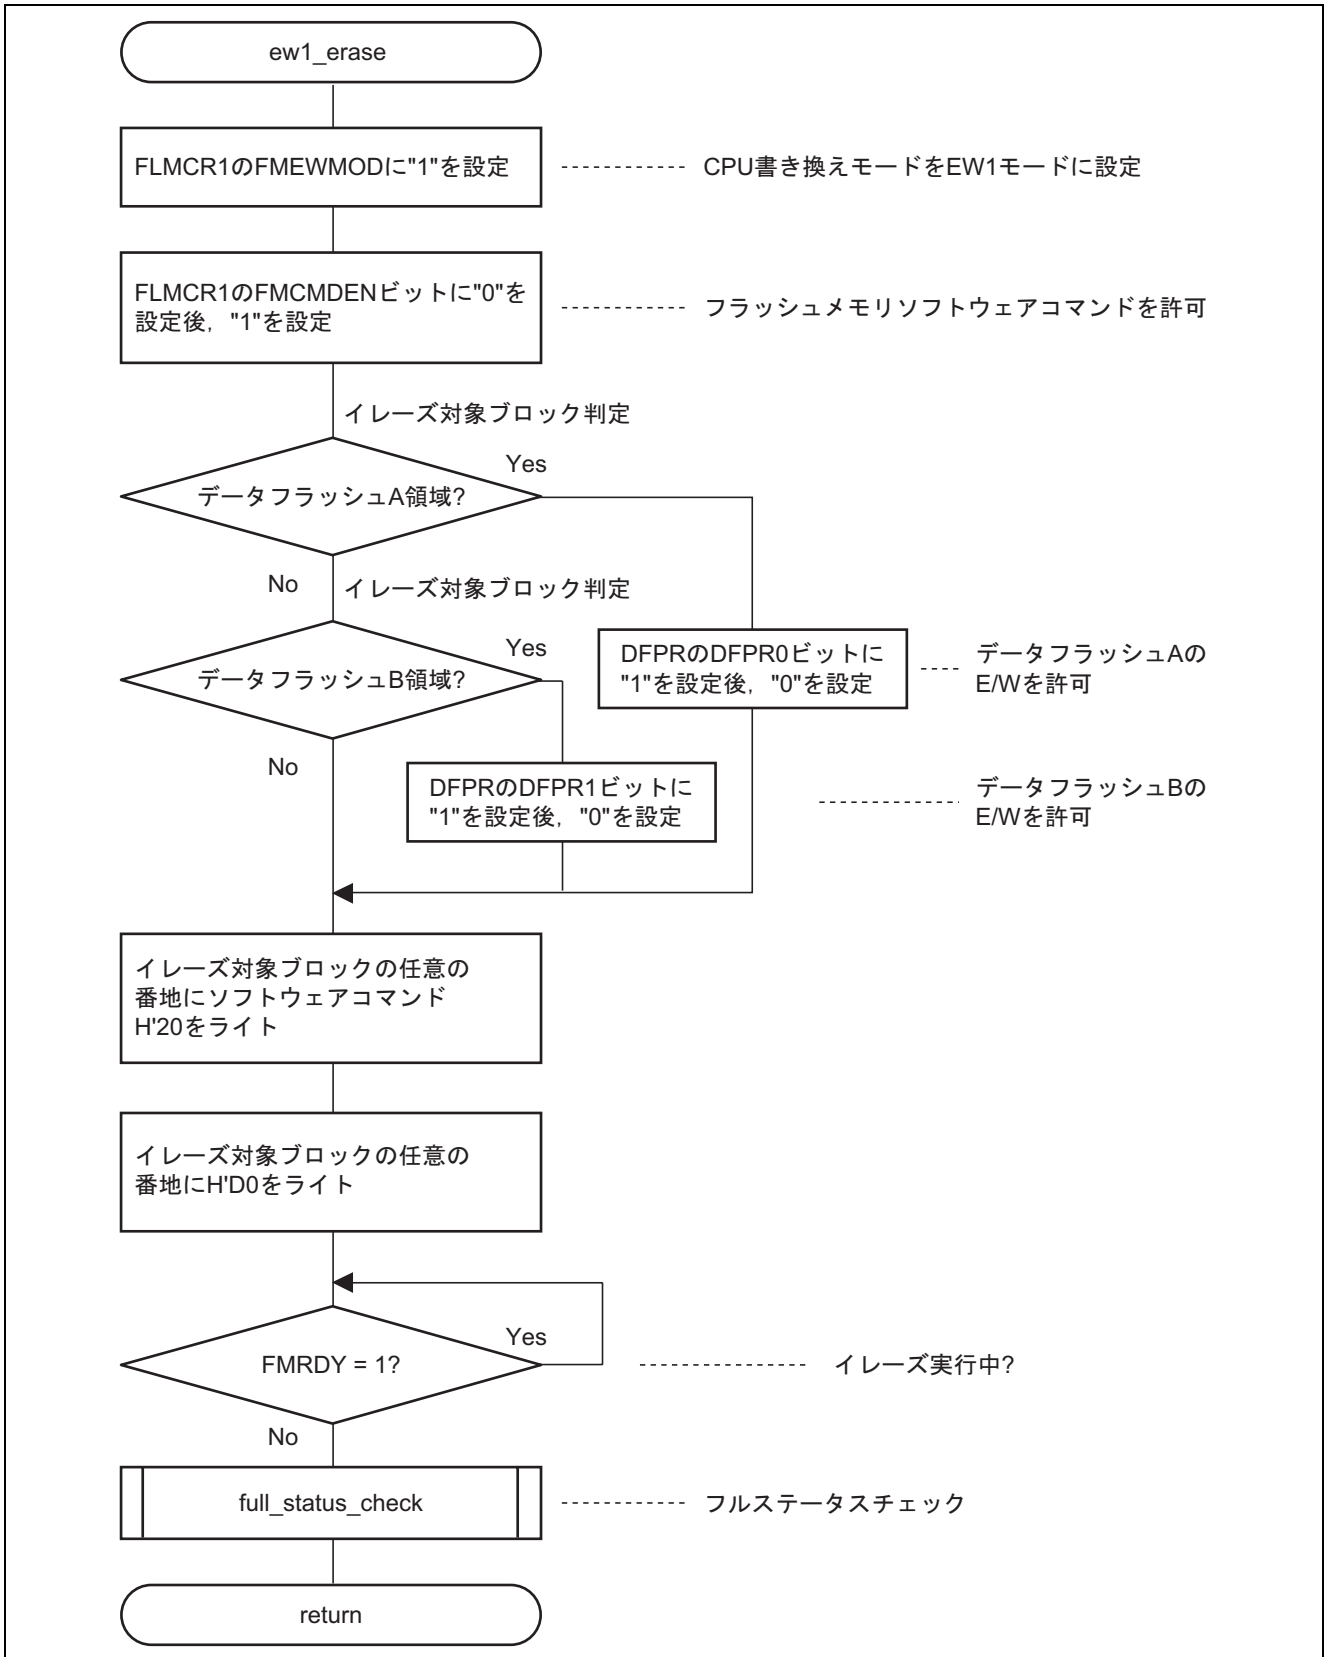 ew1_erase
FLMCR1のFMEWMODに"1"を設定
CPU書き換えモードをEW1モードに設定
FLMCR1のFMCMDENビットに"0"を
設定後，"1"を設定
フラッシュメモリソフトウェアコマンドを許可
イレーズ対象ブロック判定
Yes
データフラッシュA領域?
No
イレーズ対象ブロック判定
Yes
データフラッシュB領域?
DFPRのDFPR0ビットに
"1"を設定後，"0"を設定
データフラッシュAの
E/Wを許可
No
DFPRのDFPR1ビットに
"1"を設定後，"0"を設定
データフラッシュBの
E/Wを許可
イレーズ対象ブロックの任意の
番地にソフトウェアコマンド
H'20をライト
イレーズ対象ブロックの任意の
番地にH'D0をライト
Yes
FMRDY = 1?
イレーズ実行中?
No
full_status_check
フルステータスチェック
return